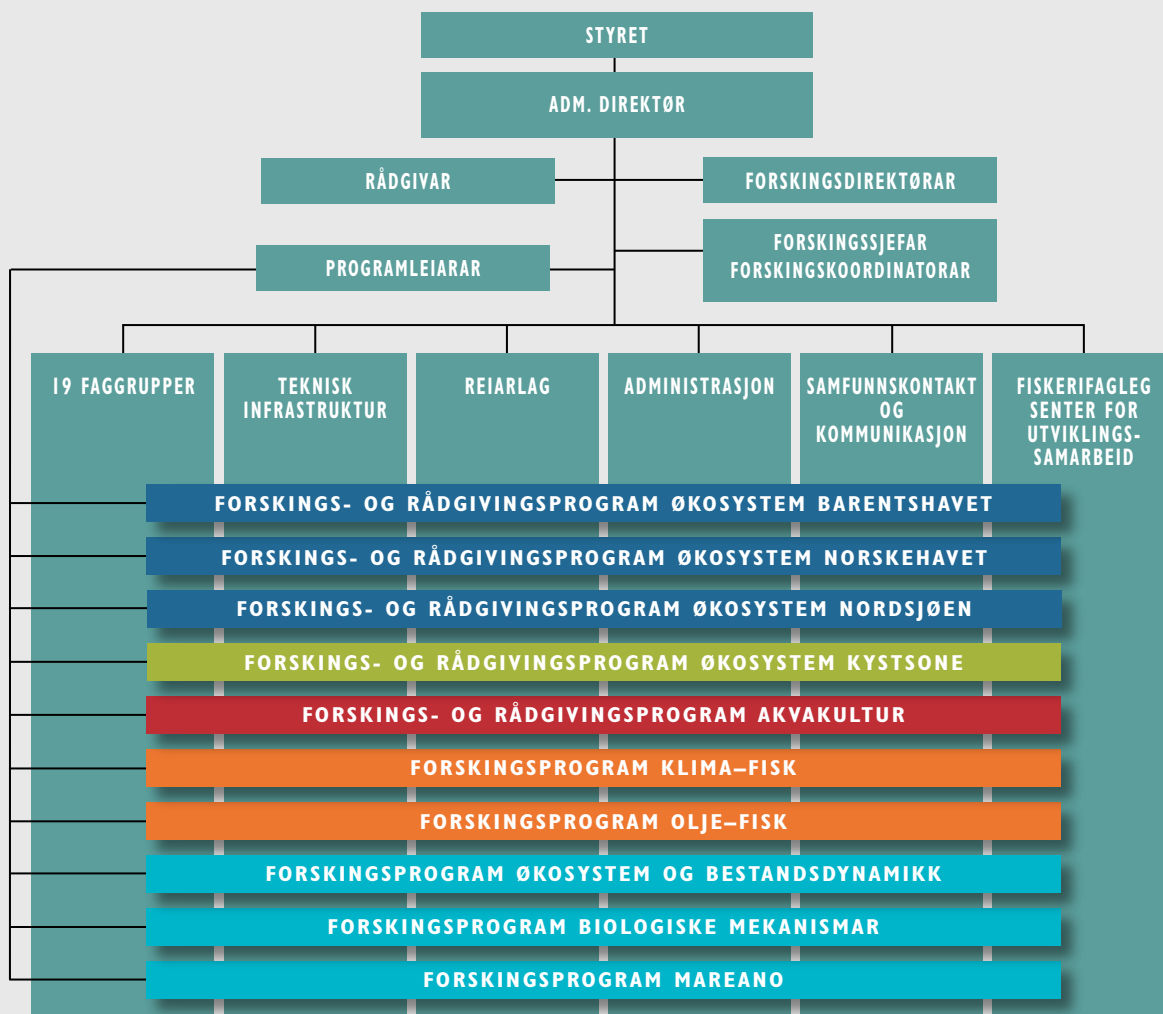 STYRET
ADM. DIREKTØR
RÅDGIVAR
FORSKINGSDIREKTØRAR
FORSKINGSSJEFAR
FORSKINGSKOORDINATORAR
PROGRAMLEIARAR
19 FAGGRUPPER
TEKNISK
INFRASTRUKTUR
REIARLAG
ADMINISTRASJON
SAMFUNNSKONTAKT
OG
KOMMUNIKASJON
FISKERIFAGLEG
SENTER FOR
UTVIKLINGS-
SAMARBEID
FORSKINGS- OG RÅDGIVINGSPROGRAM ØKOSYSTEM BARENTSHAVET
FORSKINGS- OG RÅDGIVINGSPROGRAM ØKOSYSTEM NORSKEHAVET
FORSKINGS- OG RÅDGIVINGSPROGRAM ØKOSYSTEM NORDSJØEN
FORSKINGS- OG RÅDGIVINGSPROGRAM ØKOSYSTEM KYSTSONE
FORSKINGS- OG RÅDGIVINGSPROGRAM AKVAKULTUR
FORSKINGSPROGRAM KLIMA–FISK
FORSKINGSPROGRAM OLJE–FISK
FORSKINGSPROGRAM ØKOSYSTEM OG BESTANDSDYNAMIKK
FORSKINGSPROGRAM BIOLOGISKE MEKANISMAR
FORSKINGSPROGRAM MAREANO